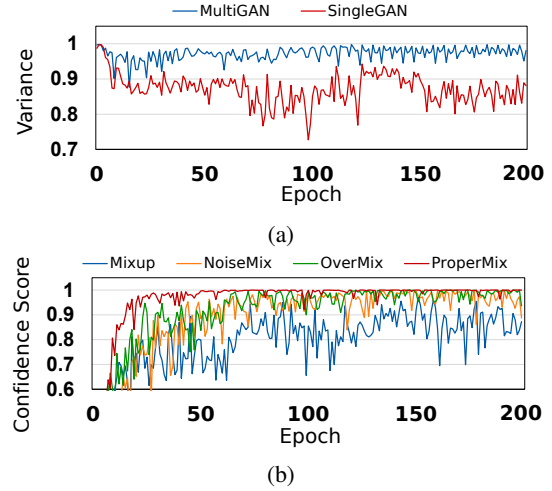 MultiGAN SingleGAN
1
0.9
0.8
0.7
Variance
0 50 100 150 200
Epoch
(a)
Mixup NoiseMix OverMix ProperMix
1
0.9
0.8
0.7
0.6
Confidence Score
0 50 100 150 200
Epoch
(b)